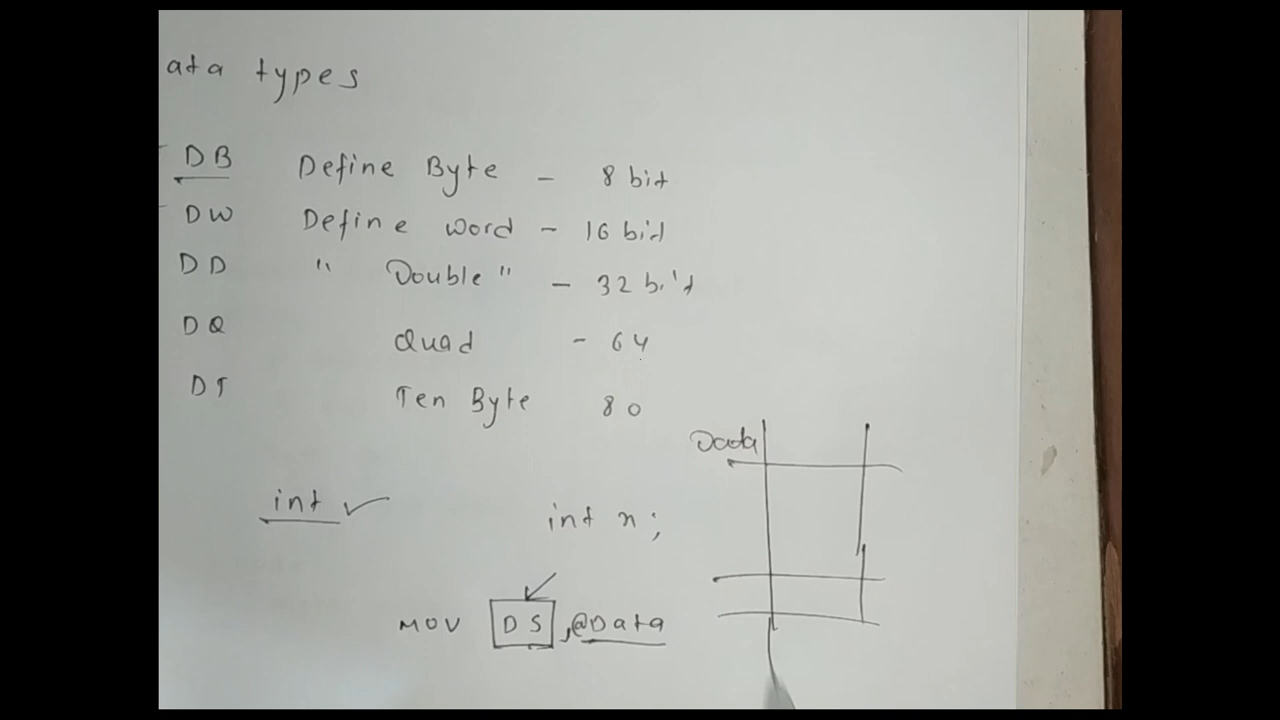 ata types
DB Define Byte - 8 bit
DW Define word - 16 bit
DD " Double " - 32 bit
DQ Quad - 64
DT Ten Byte 80
Data
int ✓ int n;
MOV DS ,@Data